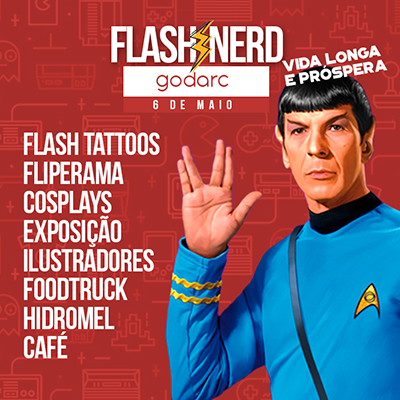 FLASH NERD
godarc
6 DE MAIO
VIDA LONGA
E PRÓSPERA
FLASH TATTOOS
FLIPERAMA
COSPLAYS
EXPOSIÇÃO
ILUSTRADORES
FOODTRUCK
HIDROMEL
CAFÉ